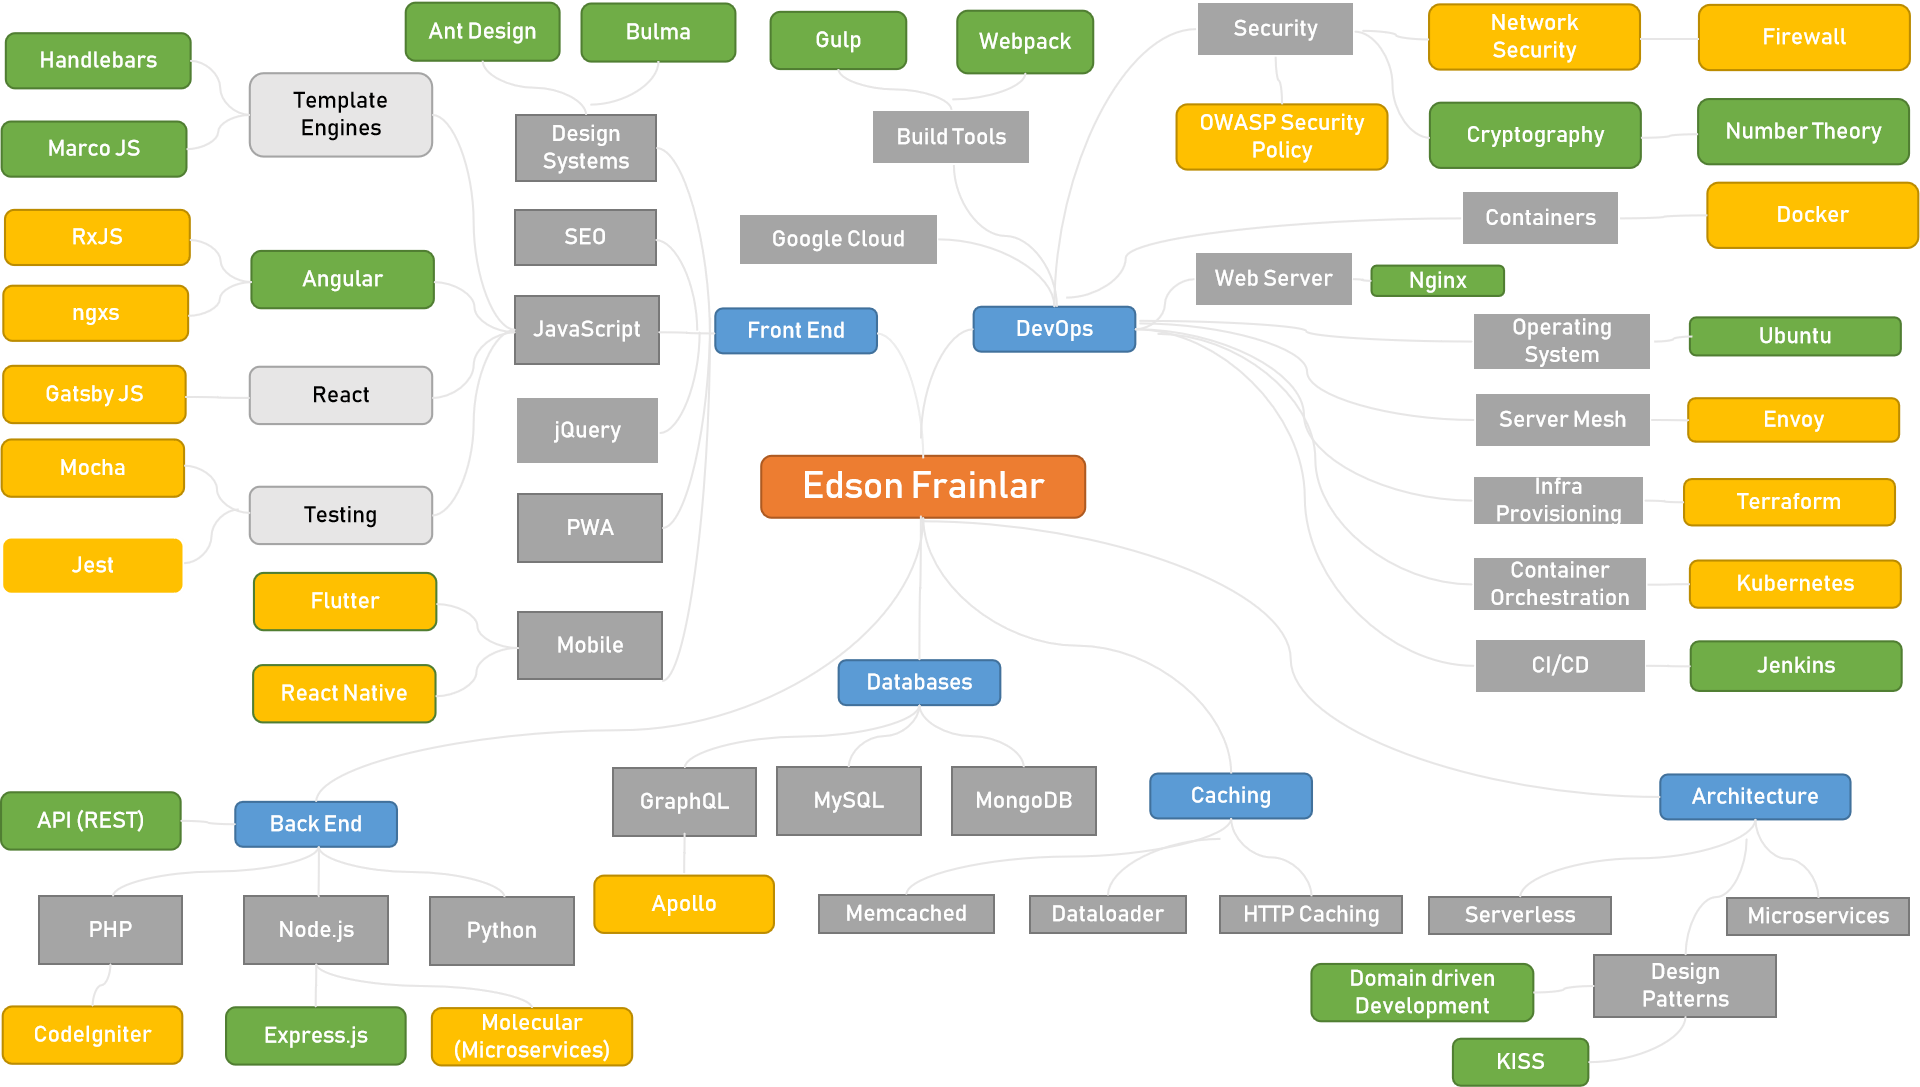 Ant Design
Bulma
Gulp
Webpack
Security
Network
Security
Firewall
Handlebars
Template
Engines
Marco JS
Design
Systems
Build Tools
OWASP Security
Policy
Cryptography
Number Theory
RxJS
SEO
Google Cloud
Containers
Docker
Angular
Web Server
Nginx
ngxs
JavaScript
Front End
DevOps
Operating
System
Ubuntu
Gatsby JS
React
jQuery
Server Mesh
Envoy
Mocha
Edson Frainlar
Infra
Provisioning
Terraform
Testing
PWA
Jest
Container
Orchestration
Kubernetes
Flutter
Mobile
CI/CD
Jenkins
React Native
Databases
GraphQL
MySQL
MongoDB
Caching
Architecture
API (REST)
Back End
Apollo
Memcached
Dataloader
HTTP Caching
Serverless
Microservices
PHP
Node.js
Python
Domain driven
Development
Design
Patterns
CodeIgniter
Express.js
Molecular
(Microservices)
KISS